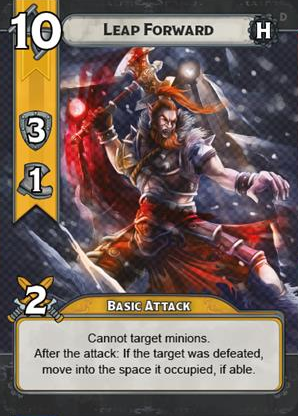 10
LEAP FORWARD
H
D
3
1
2
BASIC ATTACK
Cannot target minions.
After the attack: If the target was defeated,
move into the space it occupied, if able.